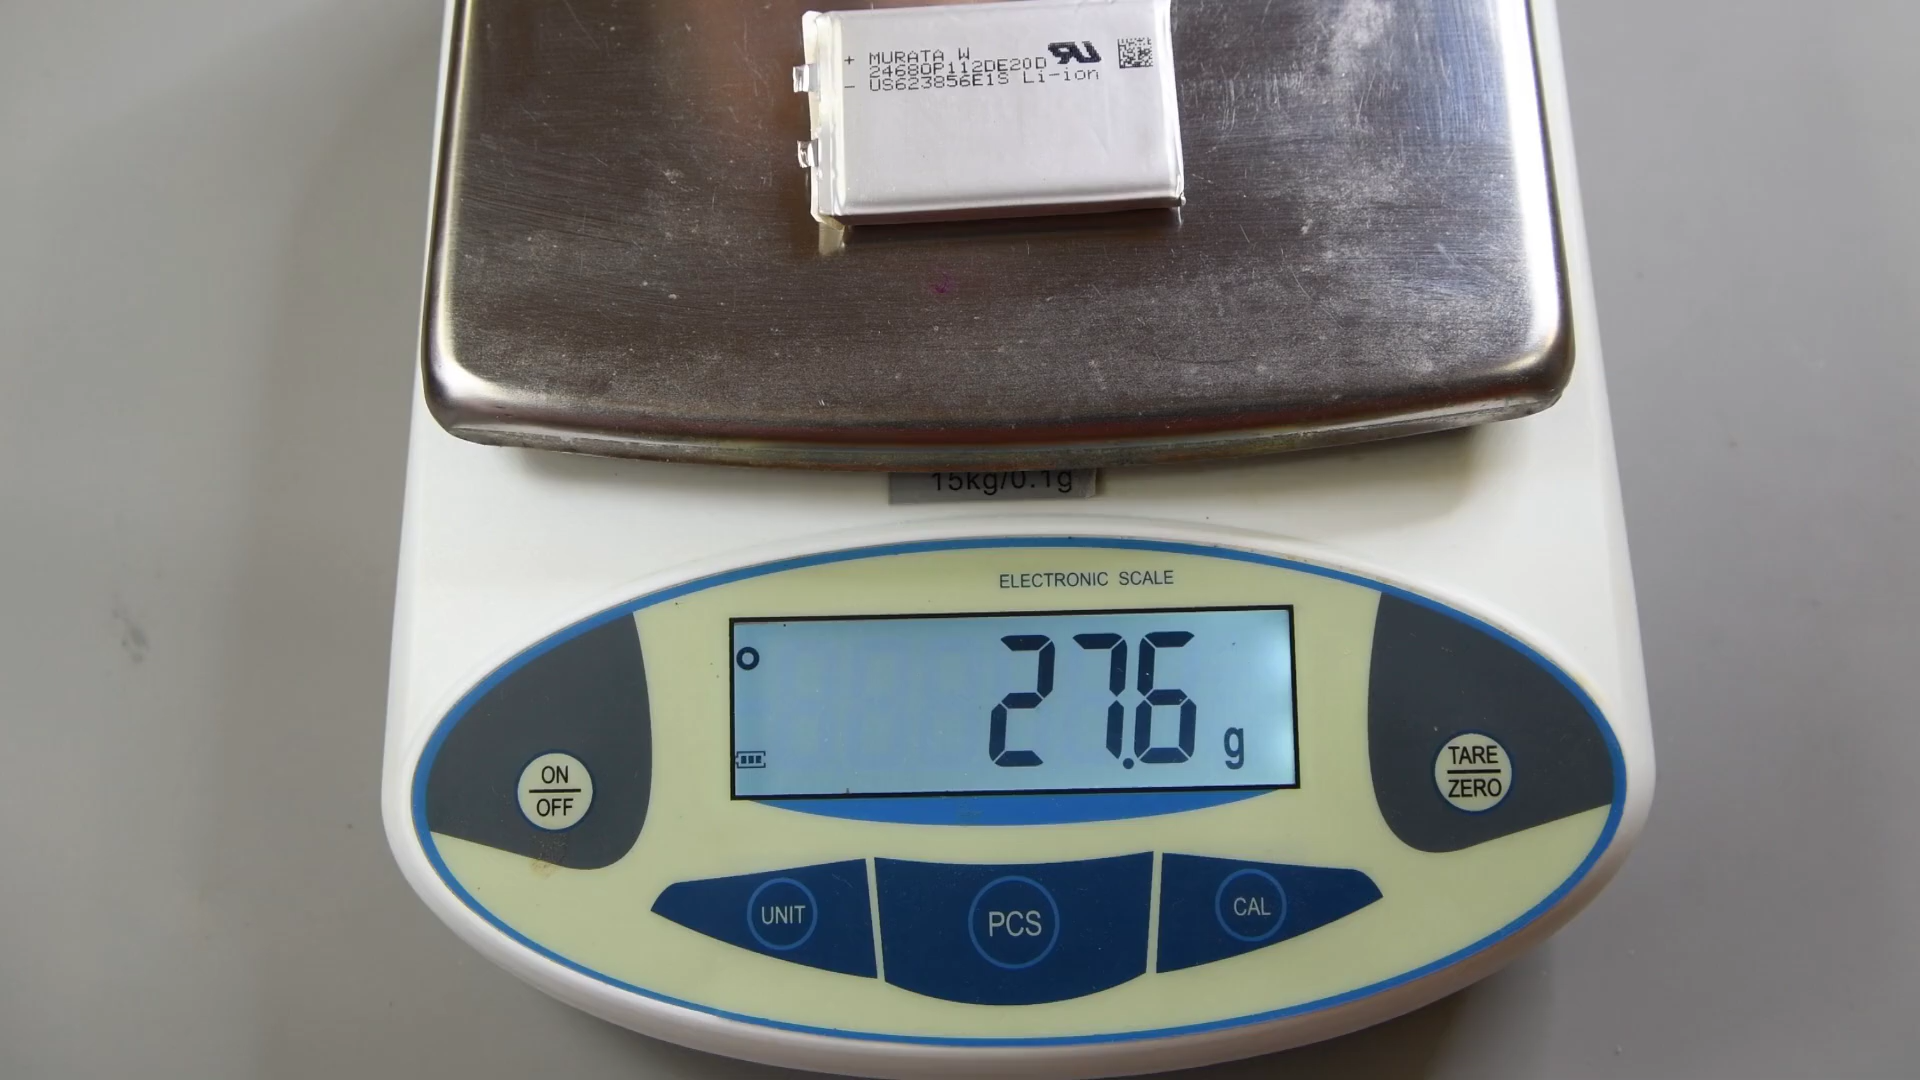 + MURATA W
24680P112DE20D
- US623856E1S Li-ion
15kg/0.1g
ELECTRONIC SCALE
27.6 g
ON
OFF
TARE
ZERO
UNIT
PCS
CAL